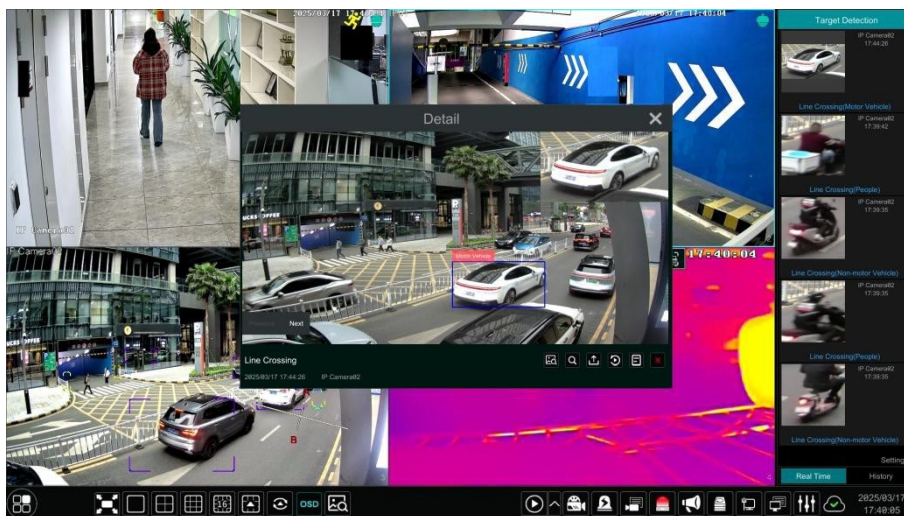 2025/03/17
2025/03/17 17:40:04
IP Camera01
IP Camera0
17:40:04
B
4
Detail
P
Motor Vehicle
Next
Line Crossing
2025/03/17 17:44:26 IP Camera02
Target Detection
IP Camera02
17:44:26
Line Crossing(Motor Vehicle)
IP Camera02
17:39:42
Line Crossing(People)
IP Camera02
17:39:35
Line Crossing(Non-motor Vehicle)
IP Camera02
17:39:35
Line Crossing(People)
IP Camera02
17:39:35
Line Crossing(Non-motor Vehicle)
Setting
Real Time History
16
OSD
2025/03/17
17:40:05